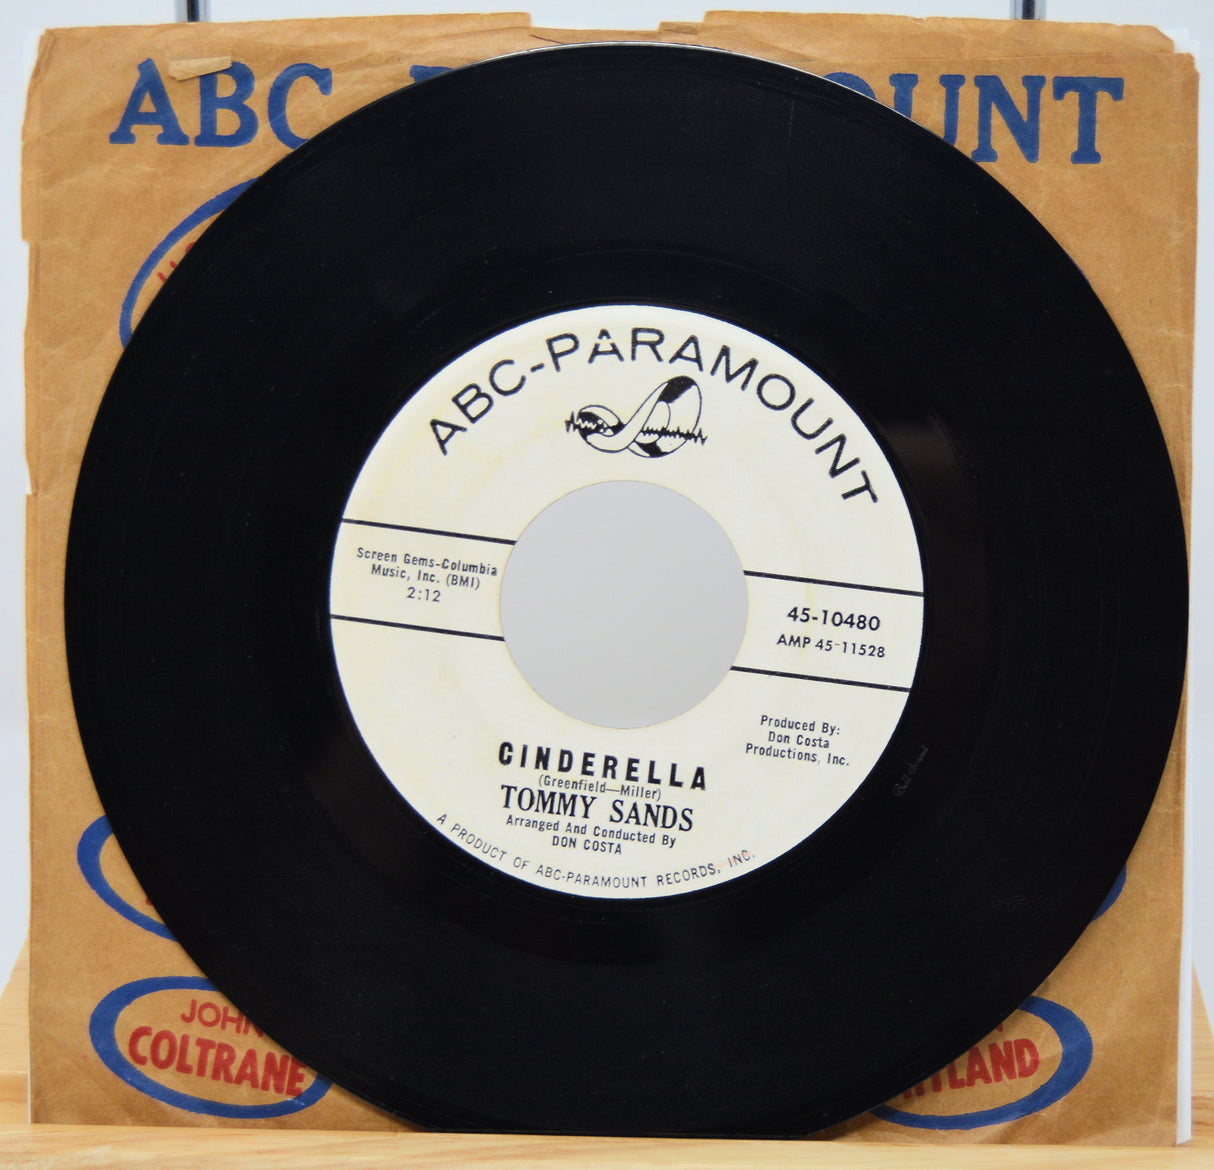 ABC
OUNT
JOHN
COLTRANE
ABC-PARAMOUNT
Screen Gems-Columbia
Music, Inc. (BMI)
2:12
45-10480
AMP 45-11528
Produced By:
Don Costa
Productions, Inc.
CINDERELLA
(Greenfield—Miller)
TOMMY SANDS
Arranged And Conducted By
DON COSTA
A PRODUCT OF ABC-PARAMOUNT RECORDS, INC.